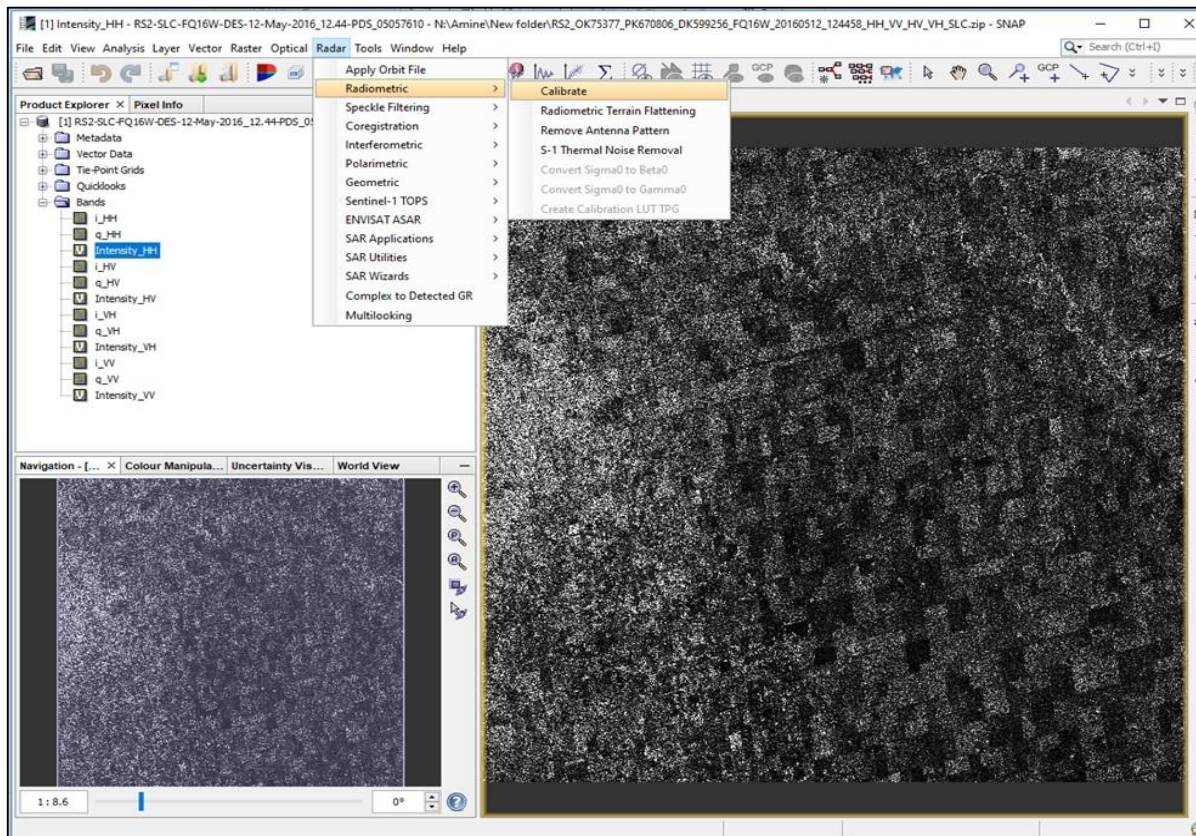 [1] Intensity_HH - RS2-SLC-FQ16W-DES-12-May-2016_12.44-PDS_05057610 - N:\Amine\New folder\RS2_OK75377_PK670806_DK599256_FQ16W_20160512_124458_HH_VV_HV_VH_SLC.zip - SNAP
File Edit View Analysis Layer Vector Raster Optical Radar Tools Window Help
Search (Ctrl+I)
GCP
GCP
Apply Orbit File
Radiometric
Speckle Filtering
Coregistration
Interferometric
Polarimetric
Geometric
Sentinel-1 TOPS
ENVISAT ASAR
SAR Applications
SAR Utilities
SAR Wizards
Complex to Detected GR
Multilooking
Calibrate
Radiometric Terrain Flattening
Remove Antenna Pattern
S-1 Thermal Noise Removal
Convert Sigma0 to Beta0
Convert Sigma0 to Gamma0
Create Calibration LUT TPG
Product Explorer Pixel Info
[1] RS2-SLC-FQ16W-DES-12-May-2016_12.44-PDS_05
Metadata
Vector Data
Tie-Point Grids
Quicklooks
Bands
i_HH
q_HH
Intensity_HH
i_HV
q_HV
Intensity_HV
i_VH
q_VH
Intensity_VH
i_VV
q_VV
Intensity_VV
Navigation - [... Colour Manipula... Uncertainty Vis... World View
1 : 8.6
0°